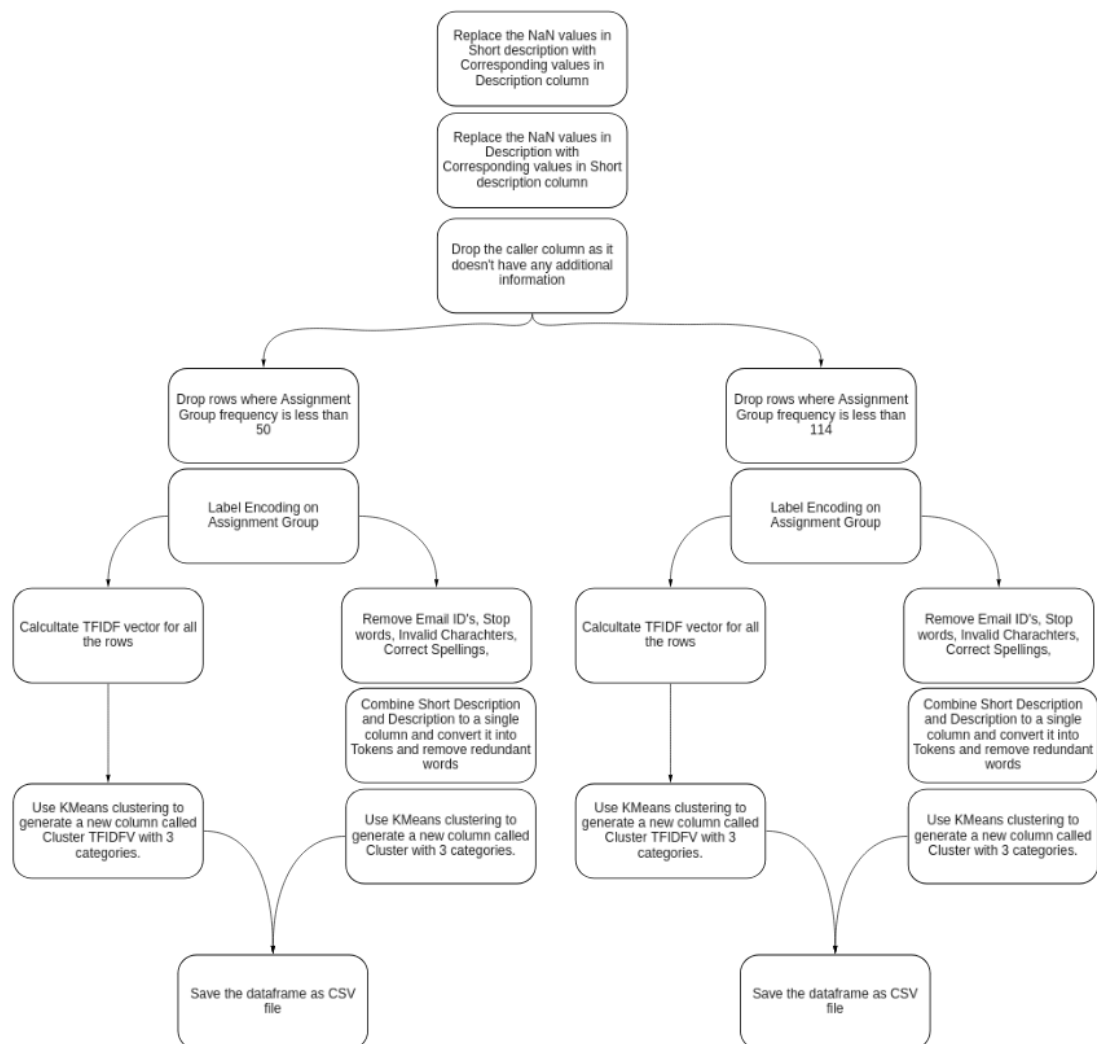 Replace the NaN values in
Short description with
Corresponding values in
Description column
Replace the NaN values in
Description with
Corresponding values in Short
description column
Drop the caller column as it
doesn't have any additional
information
Drop rows where Assignment
Group frequency is less than
50
Drop rows where Assignment
Group frequency is less than
114
Label Encoding on
Assignment Group
Label Encoding on
Assignment Group
Calcultate TFIDF vector for all
the rows
Remove Email ID's, Stop
words, Invalid Charachters,
Correct Spellings,
Calcultate TFIDF vector for all
the rows
Remove Email ID's, Stop
words, Invalid Charachters,
Correct Spellings,
Combine Short Description
and Description to a single
column and convert it into
Tokens and remove redundant
words
Combine Short Description
and Description to a single
column and convert it into
Tokens and remove redundant
words
Use KMeans clustering to
generate a new column called
Cluster TFIDFV with 3
categories.
Use KMeans clustering to
generate a new column called
Cluster with 3 categories.
Use KMeans clustering to
generate a new column called
Cluster TFIDFV with 3
categories.
Use KMeans clustering to
generate a new column called
Cluster with 3 categories.
Save the dataframe as CSV
file
Save the dataframe as CSV
file